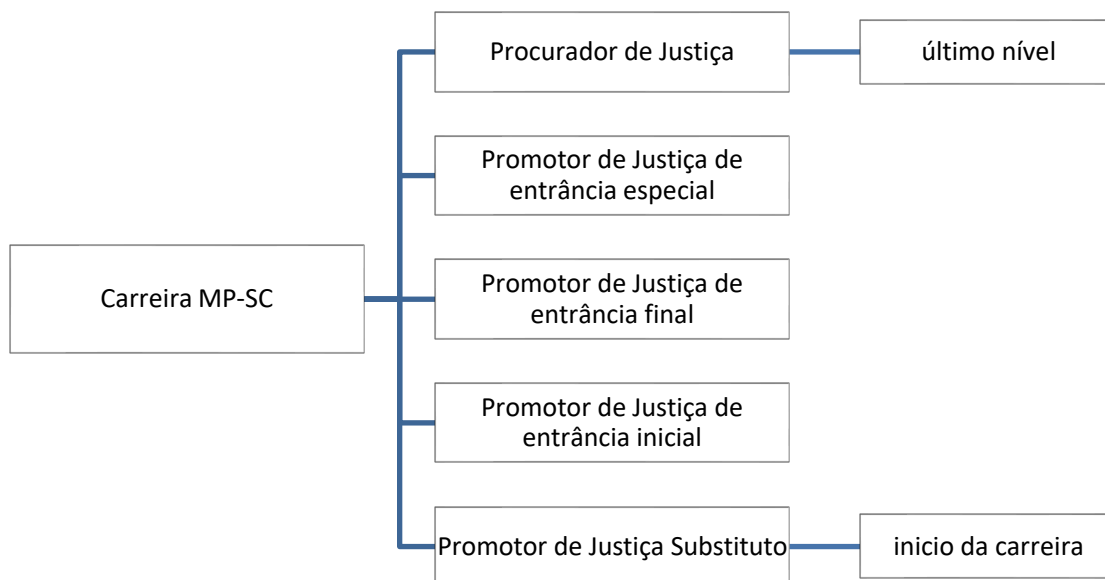 Procurador de Justiça
último nível
Promotor de Justiça de
entrância especial
Carreira MP-SC
Promotor de Justiça de
entrância final
Promotor de Justiça de
entrância inicial
Promotor de Justiça Substituto
inicio da carreira